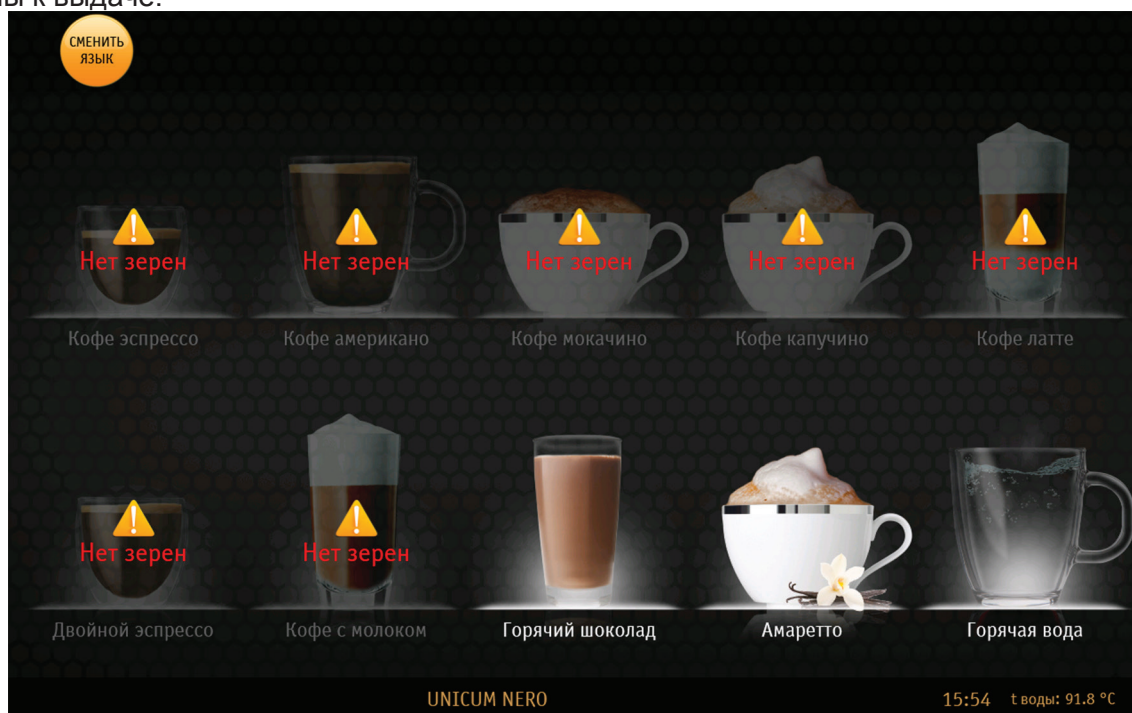 к выдаче.
СМЕНИТЬ
ЯЗЫК
Нет зерен Нет зерен Нет зерен Нет зерен Нет зерен
Кофе эспрессо Кофе американо Кофе мокачино Кофе капучино Кофе латте
Нет зерен Нет зерен
Двойной эспрессо Кофе с молоком Горячий шоколад Амаретто Горячая вода
UNICUM NERO 15:54 t воды: 91.8 °C